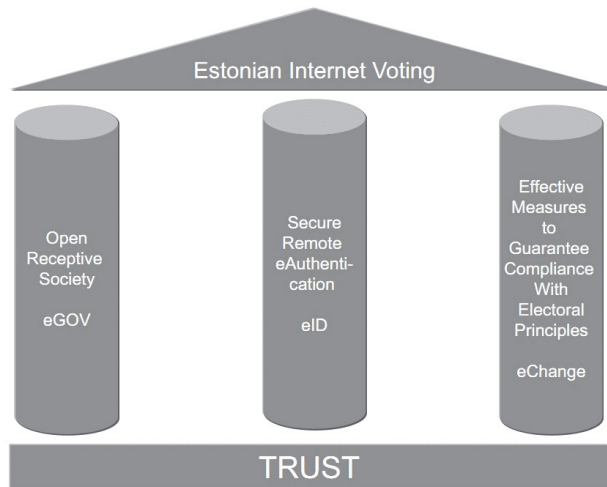 Estonian Internet Voting
Open
Receptive
Society
eGOV
Secure
Remote
eAuthenti-
cation
eID
Effective
Measures
to
Guarantee
Compliance
With
Electoral
Principles
eChange
TRUST